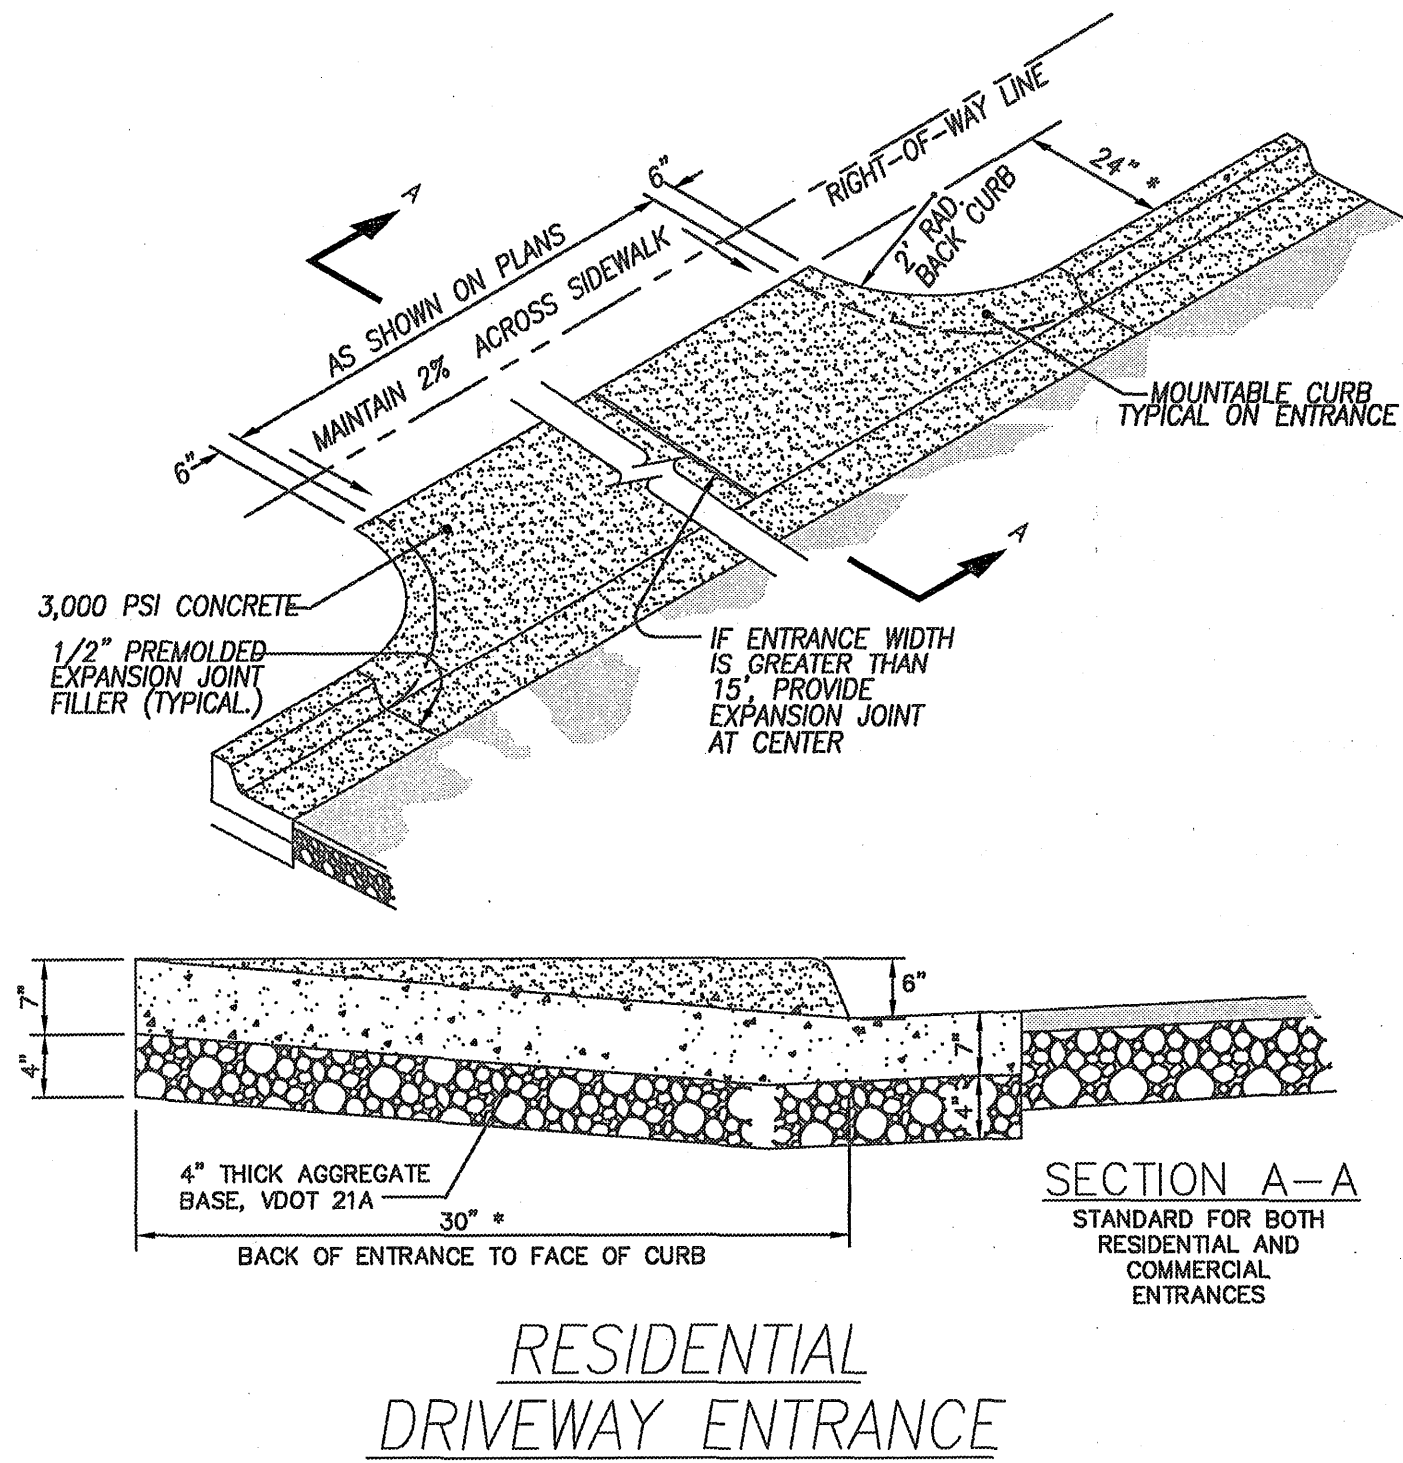 RIGHT-OF-WAY LINE
6"
24" *
A
2' RAD.
BACK CURB
AS SHOWN ON PLANS
MAINTAIN 2% ACROSS SIDEWALK
6"
MOUNTABLE CURB
TYPICAL ON ENTRANCE
A
3,000 PSI CONCRETE
1/2" PREMOLDED
EXPANSION JOINT
FILLER (TYPICAL.)
IF ENTRANCE WIDTH
IS GREATER THAN
15', PROVIDE
EXPANSION JOINT
AT CENTER
7"
4"
6"
7"
4"
4" THICK AGGREGATE
BASE, VDOT 21A
30" *
BACK OF ENTRANCE TO FACE OF CURB
SECTION A-A
STANDARD FOR BOTH
RESIDENTIAL AND
COMMERCIAL
ENTRANCES
RESIDENTIAL
DRIVEWAY ENTRANCE